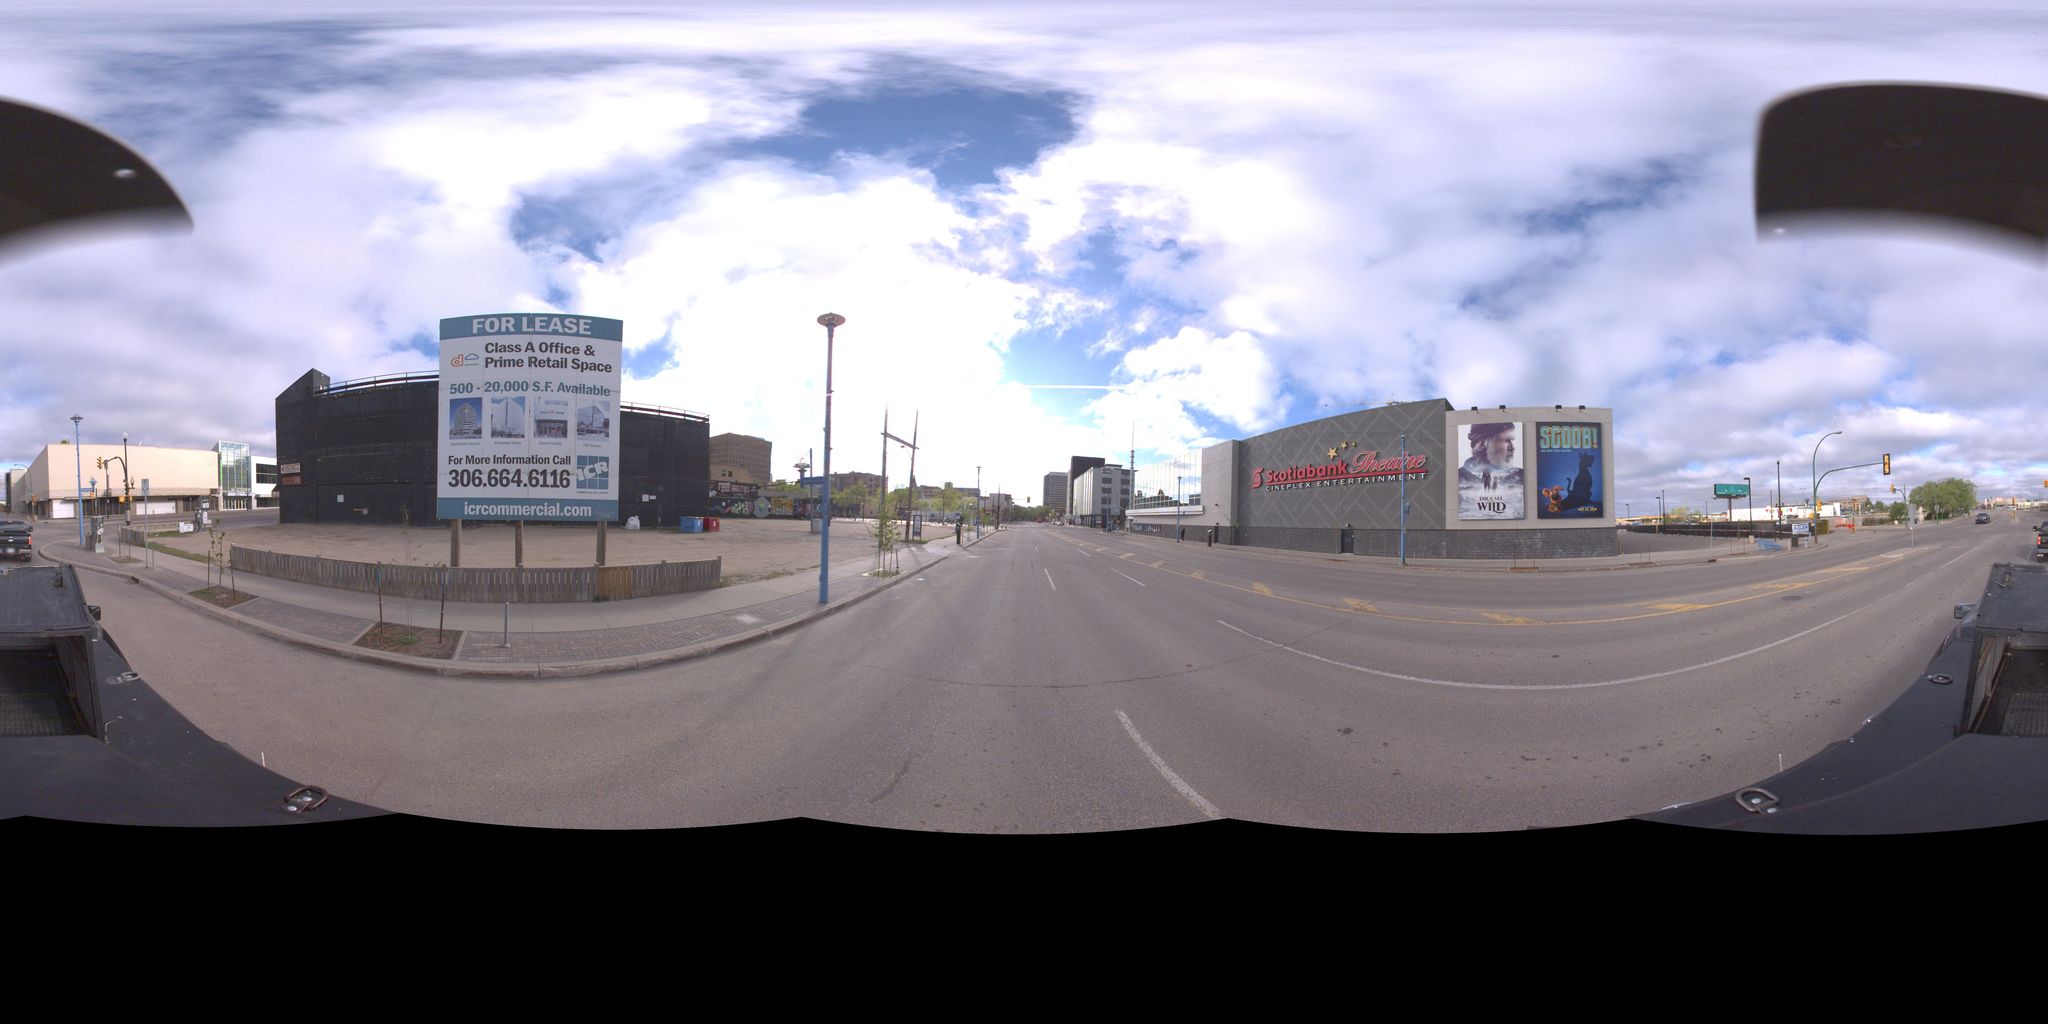 FOR LEASE
Class A Office &
Prime Retail Space
500 - 20,000 S.F. Available
For More Information Call
306.664.6116
ICR
icrcommercial.com
Scotiabank Theatre
CINEPLEX ENTERTAINMENT
THE CALL
WILD
SCOOB!